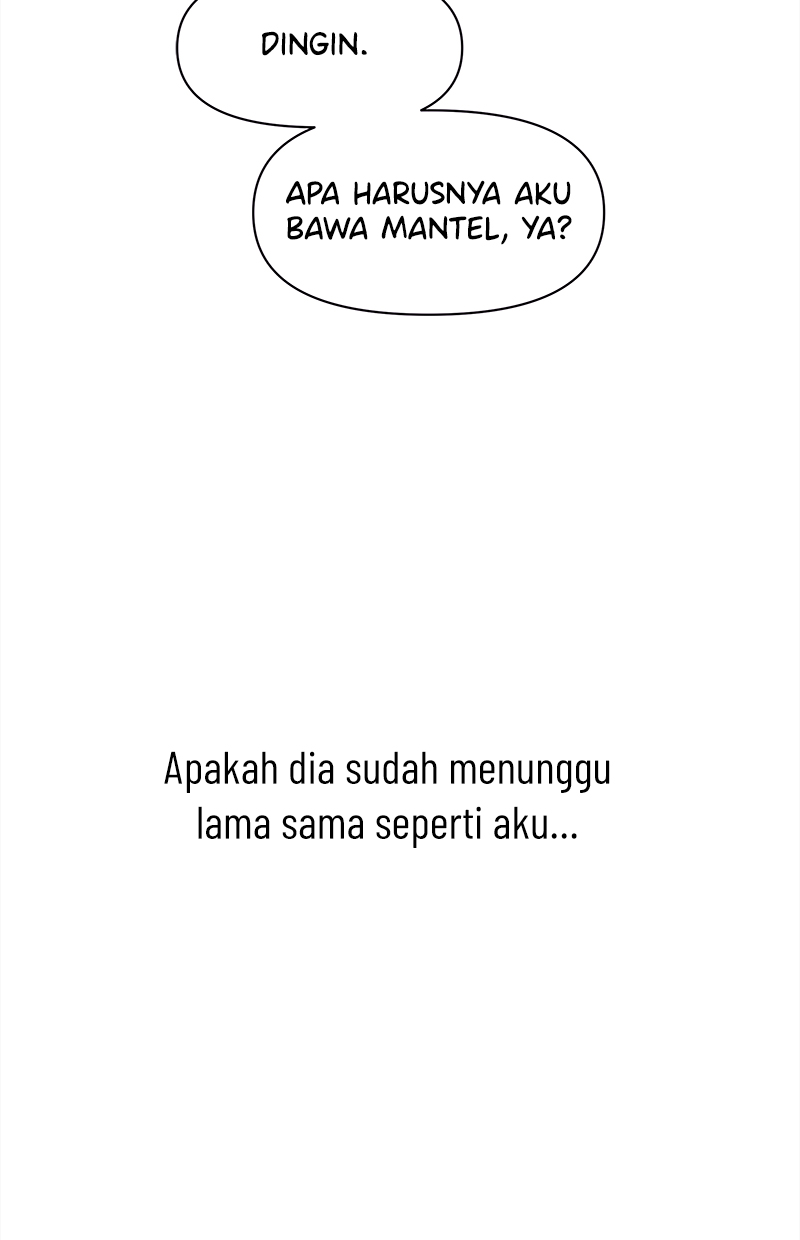 DINGIN.
APA HARUSNYA AKU
BAWA MANTEL, YA?
Apakah dia sudah menunggu
lama sama seperti aku...